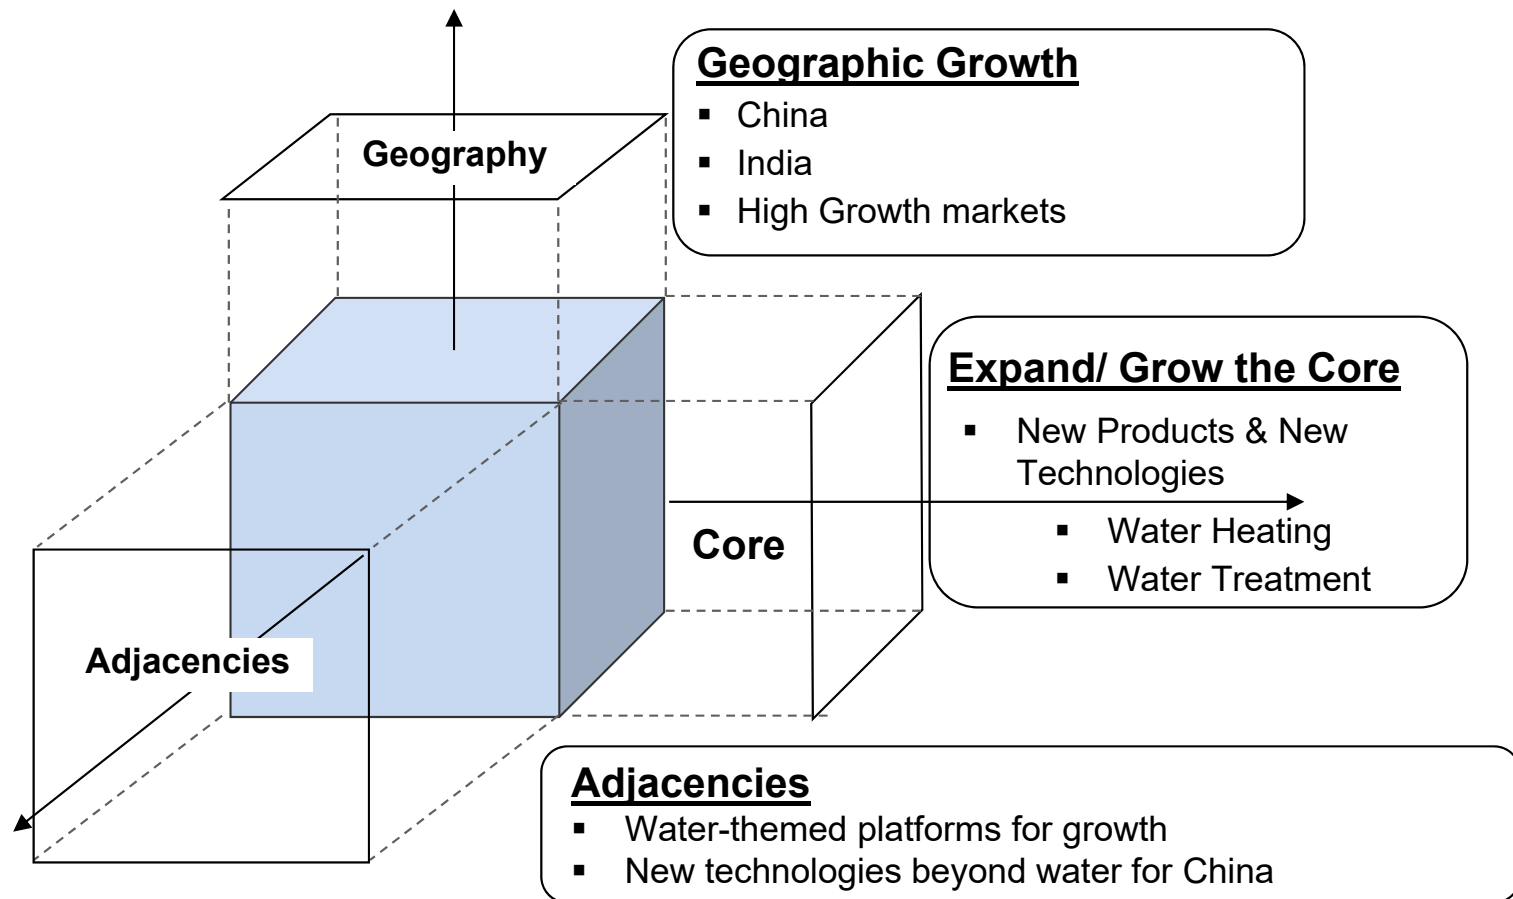 Geographic Growth
▪ China
▪ India
▪ High Growth markets
Geography
Expand/ Grow the Core
▪ New Products & New
Technologies
▪ Water Heating
▪ Water Treatment
Core
Adjacencies
Adjacencies
▪ Water-themed platforms for growth
▪ New technologies beyond water for China